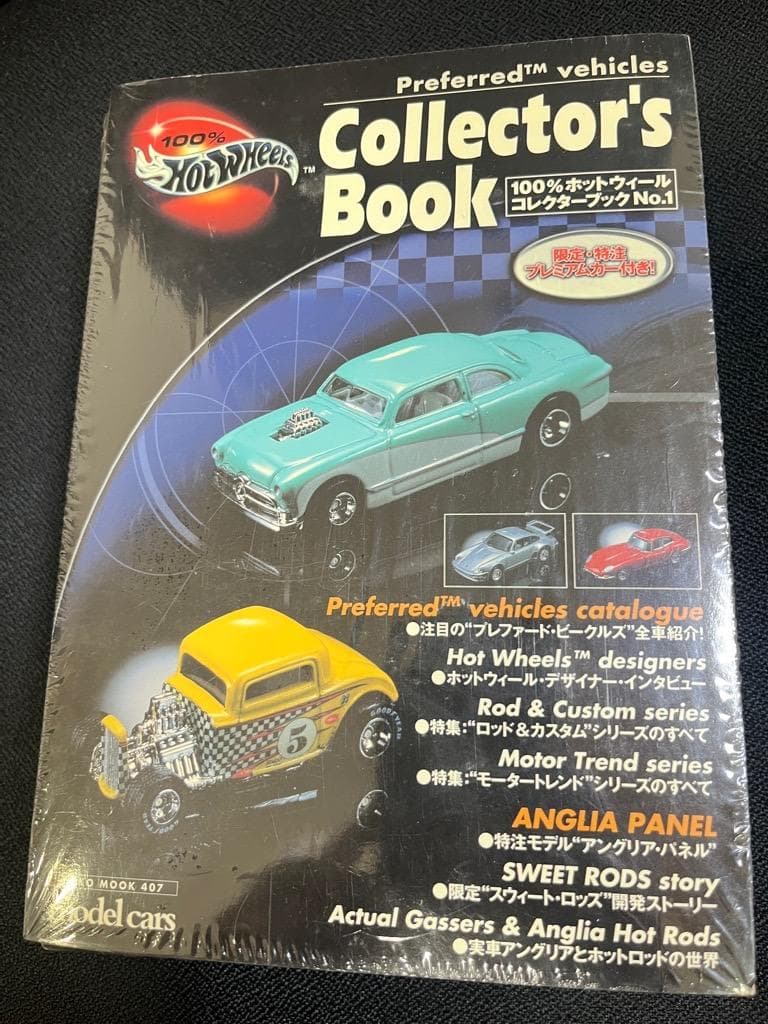 Preferred™ vehicles
100%
HOT WHEELS™
Collector's
Book
100%ホットウィール
コレクターブック No.1
限定・特注
プレミアムカー付き!
5
GOODYEAR
Preferred™ vehicles catalogue
●注目の“プレファード・ビークルズ”全車紹介!
Hot Wheels™ designers
●ホットウィール・デザイナー・インタビュー
Rod & Custom series
●特集:“ロッド&カスタム”シリーズのすべて
Motor Trend series
●特集:“モータートレンド”シリーズのすべて
ANGLIA PANEL
●特注モデル“アングリア・パネル”
SWEET RODS story
●限定“スウィート・ロッズ”開発ストーリー
Actual Gassers & Anglia Hot Rods
●実車アングリアとホットロッドの世界
MOOK 407
model cars